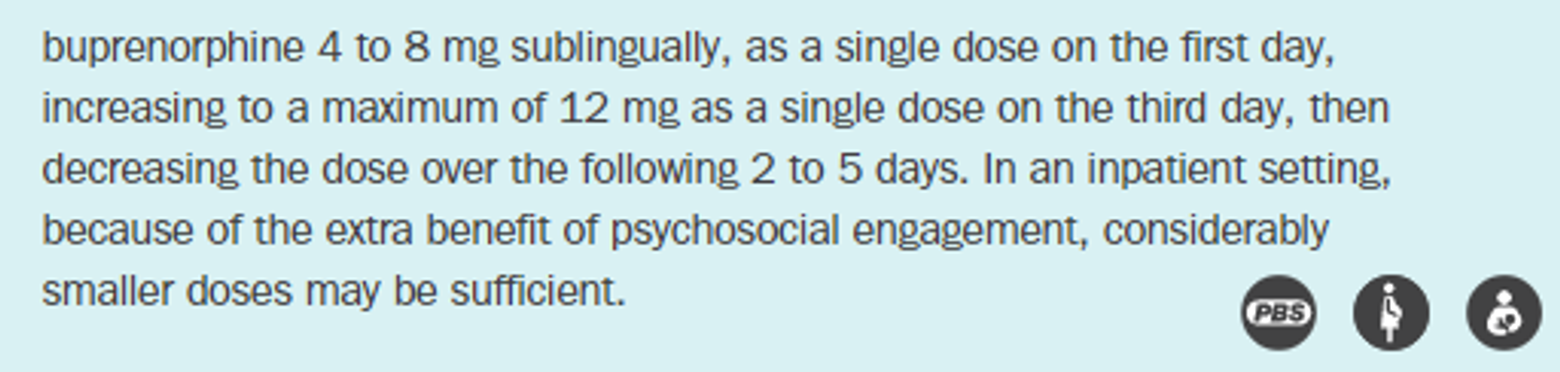 buprenorphine 4 to 8 mg sublingually, as a single dose on the first day,
increasing to a maximum of 12 mg as a single dose on the third day, then
decreasing the dose over the following 2 to 5 days. In an inpatient setting,
because of the extra benefit of psychosocial engagement, considerably
smaller doses may be sufficient.
PBS